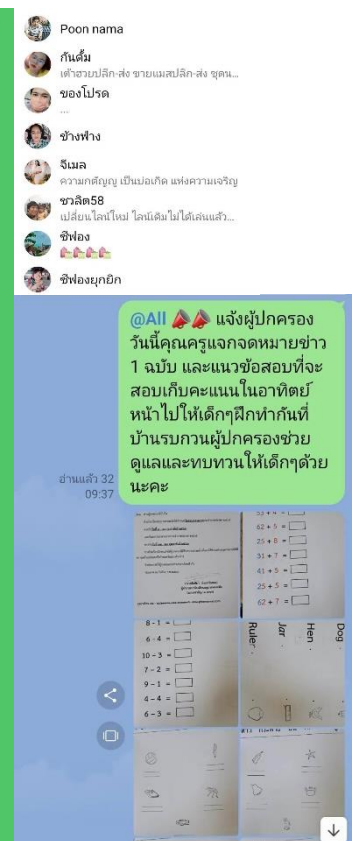 Poon nama
กันตั้ม
เต้าฮวยปลีก-ส่ง ขายแมสปลิก-ส่ง ชุดน...
ของโปรด
...
ข้างฟ่าง
จีเมล
ความกตัญญู เป็นบ่อเกิด แห่งความเจริญ
ชวลิต58
เปลี่ยนไลน์ใหม่ ไลน์เดิมไม่ได้เล่นแล้ว...
ซีฟอง
ซีฟองยุกยิก
@All แจ้งผู้ปกครอง
วันนี้คุณครูแจกจดหมายข่าว
1 ฉบับ และแนวข้อสอบที่จะ
สอบเก็บคะแนนในอาทิตย์
หน้าไปให้เด็กๆฝึกทำกันที่
บ้านรบกวนผู้ปกครองช่วย
ดูแลและทบทวนให้เด็กๆด้วย
นะคะ
อ่านแล้ว 32
09:37
62 + 5 =
25 + 8 =
31 + 7 =
41 + 5 =
25 + 5 =
62 + 7 =
8 - 1 =
6 - 4 =
10 - 3 =
7 - 2 =
9 - 1 =
4 - 4 =
6 - 3 =
Dog
Hen
Jar
Ruler